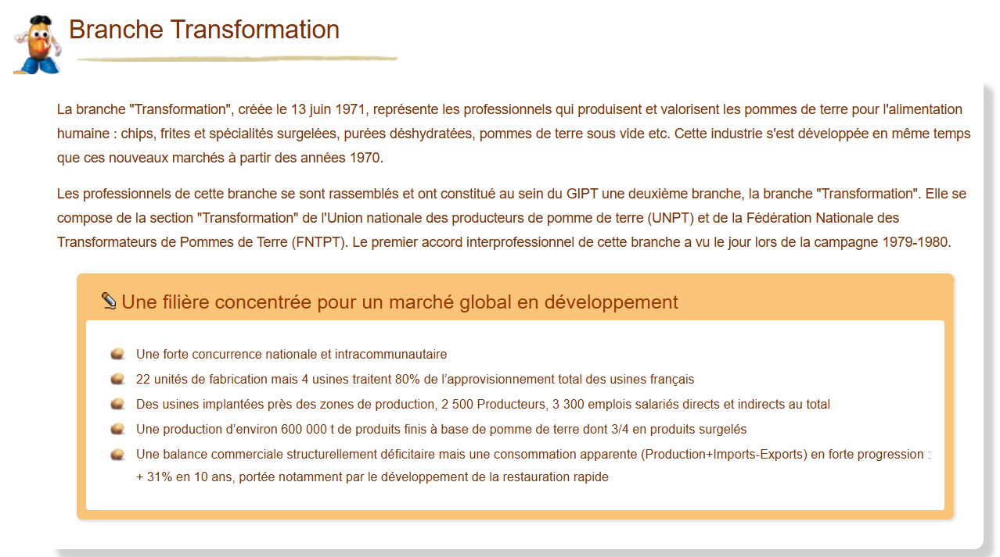 Branche Transformation
La branche "Transformation", créée le 13 juin 1971, représente les professionnels qui produisent et valorisent les pommes de terre pour l'alimentation
humaine : chips, frites et spécialités surgelées, purées déshydratées, pommes de terre sous vide etc. Cette industrie s'est développée en même temps
que ces nouveaux marchés à partir des années 1970.
Les professionnels de cette branche se sont rassemblés et ont constitué au sein du GIPT une deuxième branche, la branche "Transformation". Elle se
compose de la section "Transformation" de l'Union nationale des producteurs de pomme de terre (UNPT) et de la Fédération Nationale des
Transformateurs de Pommes de Terre (FNTPT). Le premier accord interprofessionnel de cette branche a vu le jour lors de la campagne 1979-1980.
Une filière concentrée pour un marché global en développement
Une forte concurrence nationale et intracommunautaire
22 unités de fabrication mais 4 usines traitent 80% de l’approvisionnement total des usines français
Des usines implantées près des zones de production, 2 500 Producteurs, 3 300 emplois salariés directs et indirects au total
Une production d’environ 600 000 t de produits finis à base de pomme de terre dont 3/4 en produits surgelés
Une balance commerciale structurellement déficitaire mais une consommation apparente (Production+Imports-Exports) en forte progression :
+ 31% en 10 ans, portée notamment par le développement de la restauration rapide